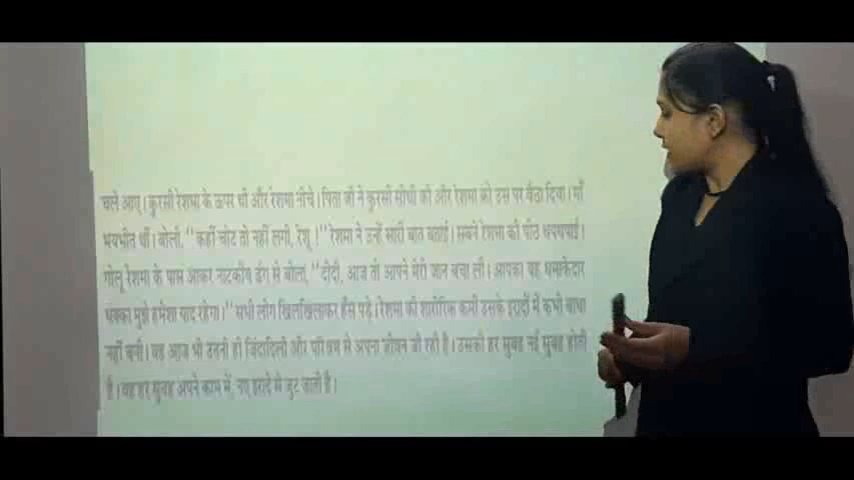 चले आए। कुरसी रेशमा के ऊपर थी और रेशमा नीचे। पिता जी ने कुरसी सीधी की और रेशमा को उस पर बैठा दिया। माँ
भयभीत थीं। बोलीं, "कहीं चोट तो नहीं लगी, रेशू।" रेशमा ने उन्हें सारी बात बताई। सबने रेशमा की पीठ थपथपाई।
गोलू रेशमा के पास आकर नाटकीय ढंग से बोला, "दीदी, आज तो आपने मेरी जान बचा ली। आपका यह धमाकेदार
धक्का मुझे हमेशा याद रहेगा।" सभी लोग खिलखिलाकर हँस पड़े। रेशमा की शारीरिक कमी उसके इरादों में कभी बाधा
नहीं बनी। वह आज भी उतनी ही जिंदादिली और परिश्रम से अपना जीवन जी रही है। उसकी हर सुबह नई सुबह होती
है। वह हर सुबह अपने काम में, नए इरादे से जुट जाती है।